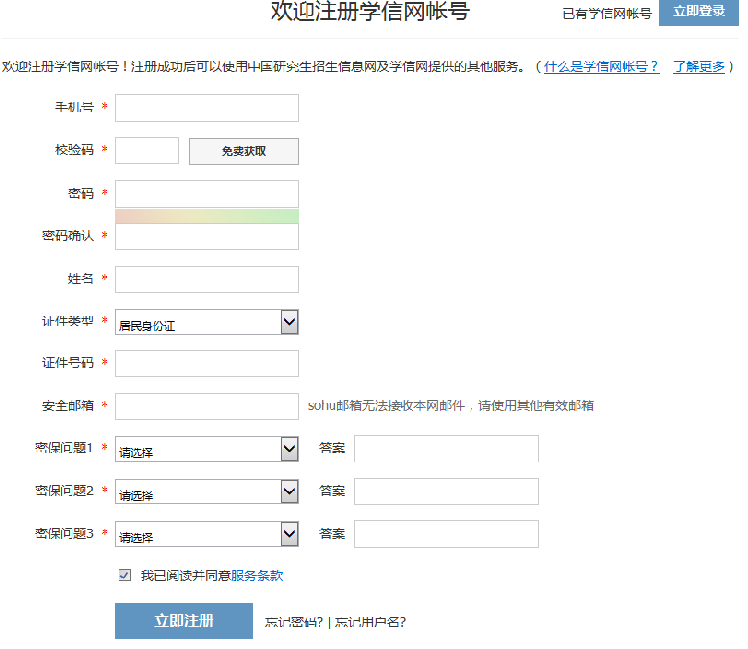 欢迎注册学信网帐号
已有学信网帐号 立即登录
欢迎注册学信网帐号！注册成功后可以使用中国研究生招生信息网及学信网提供的其他服务。（什么是学信网帐号？ 了解更多）
手机号 *
校验码 * 免费获取
密码 *
密码确认 *
姓名 *
证件类型 * 居民身份证
证件号码 *
安全邮箱 * sohu邮箱无法接收本网邮件，请使用其他有效邮箱
密保问题1 * 请选择 答案
密保问题2 * 请选择 答案
密保问题3 * 请选择 答案
我已阅读并同意服务条款
立即注册 忘记密码? | 忘记用户名?